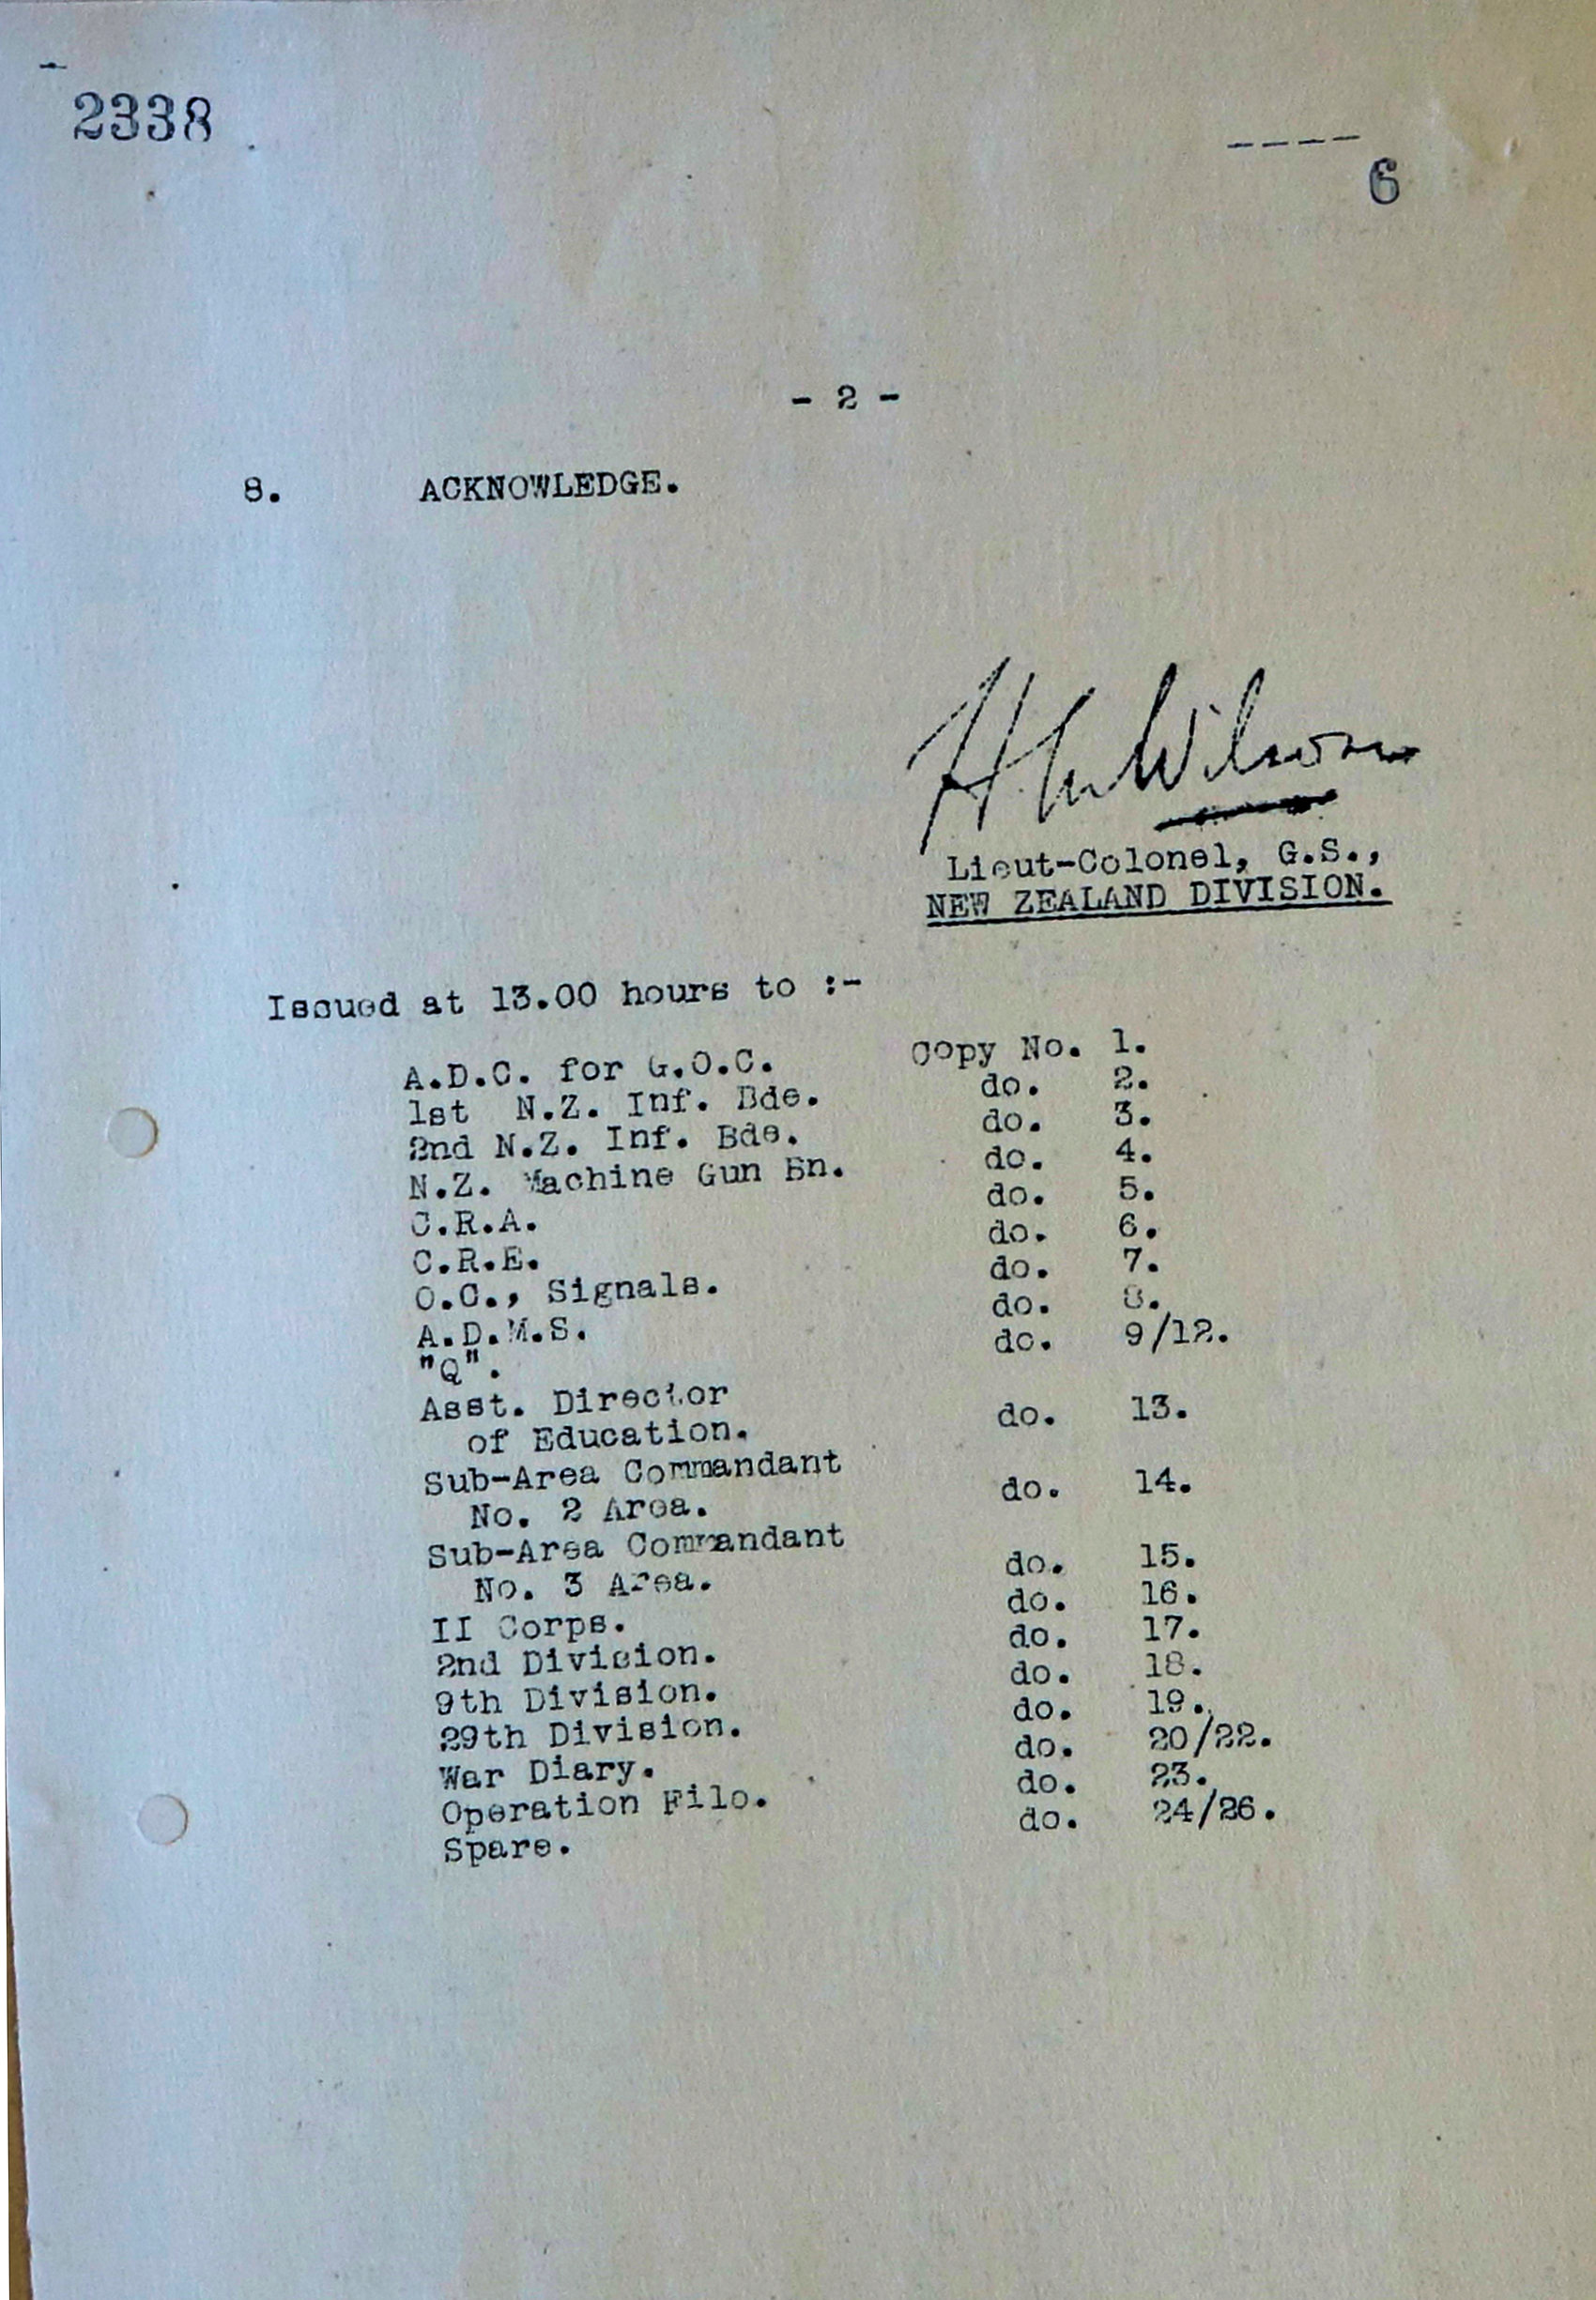 2338
----
6
- 2 -
8. ACKNOWLEDGE.
H M Wilson
Lieut-Colonel, G.S.,
NEW ZEALAND DIVISION.
Issued at 13.00 hours to :-
A.D.C. for G.O.C. Copy No. 1.
1st N.Z. Inf. Bde. do. 2.
2nd N.Z. Inf. Bde. do. 3.
N.Z. Machine Gun Bn. do. 4.
C.R.A. do. 5.
C.R.E. do. 6.
O.C., Signals. do. 7.
A.D.M.S. do. 8.
"Q". do. 9/12.
Asst. Director
of Education. do. 13.
Sub-Area Commandant
No. 2 Area. do. 14.
Sub-Area Commandant
No. 3 Area. do. 15.
II Corps. do. 16.
2nd Division. do. 17.
9th Division. do. 18.
29th Division. do. 19.
War Diary. do. 20/22.
Operation File. do. 23.
Spare. do. 24/26.